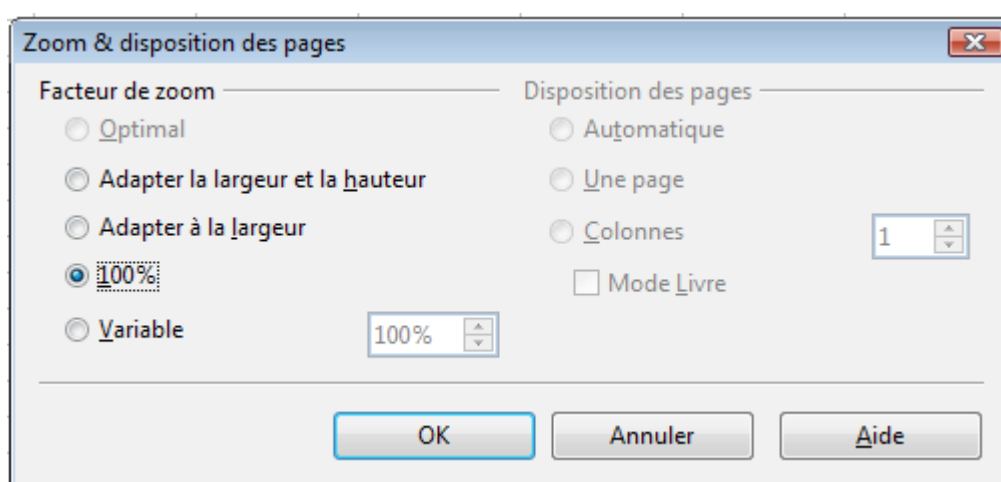 Zoom & disposition des pages
Facteur de zoom
Optimal
Adapter la largeur et la hauteur
Adapter à la largeur
100%
Variable
100%
Disposition des pages
Automatique
Une page
Colonnes
1
Mode Livre
OK
Annuler
Aide